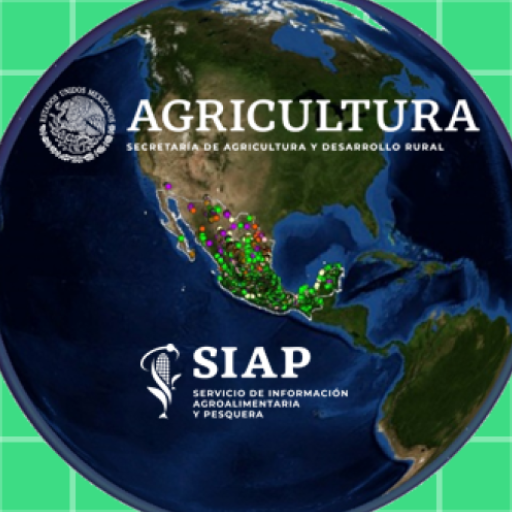 ESTADOS UNIDOS MEXICANOS
AGRICULTURA
SECRETARÍA DE AGRICULTURA Y DESARROLLO RURAL
SIAP
SERVICIO DE INFORMACIÓN
AGROALIMENTARIA
Y PESQUERA